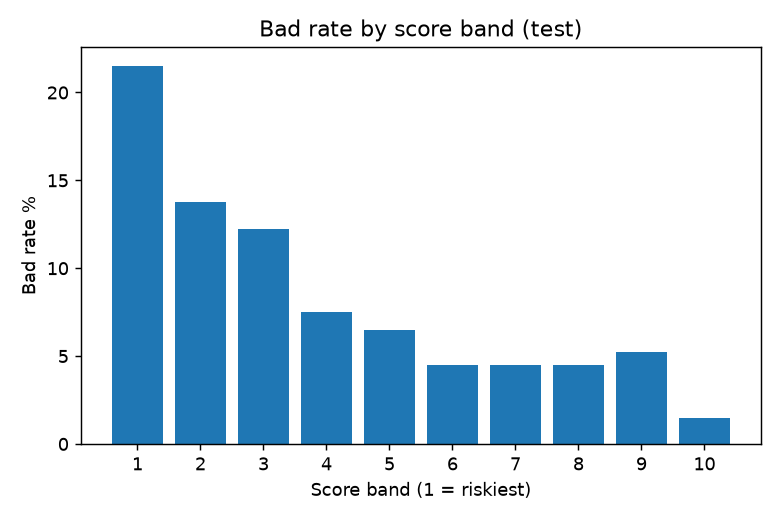 Bad rate by score band (test)
Bad rate %
20
15
10
5
0
1 2 3 4 5 6 7 8 9 10
Score band (1 = riskiest)